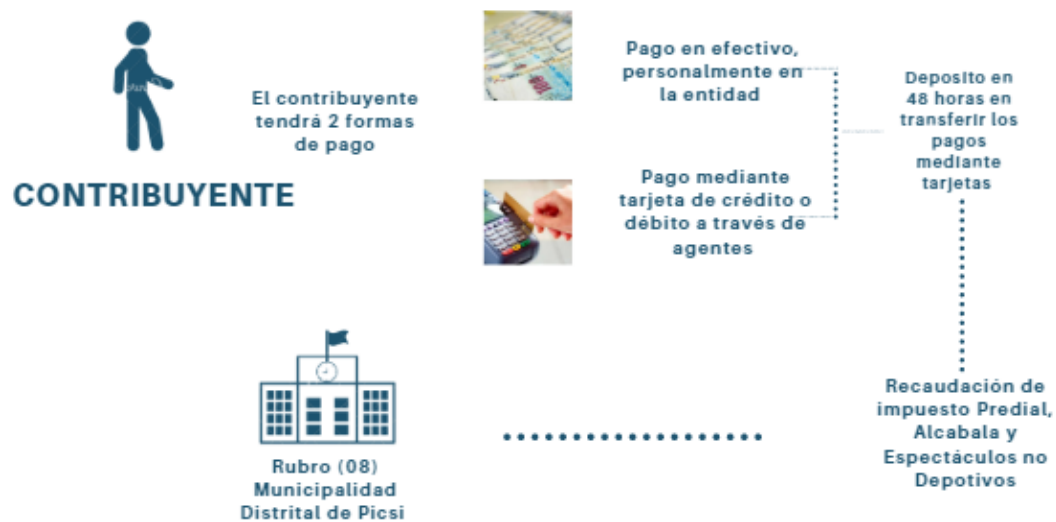 El contribuyente
tendrá 2 formas
de pago
CONTRIBUYENTE
Pago en efectivo,
personalmente en
la entidad
Pago mediante
tarjeta de crédito o
débito a través de
agentes
Deposito en
48 horas en
transferir los
pagos
mediante
tarjetas
Recaudación de
impuesto Predial,
Alcabala y
Espectáculos no
Depotivos
Rubro (08)
Municipalidad
Distrital de Picsi